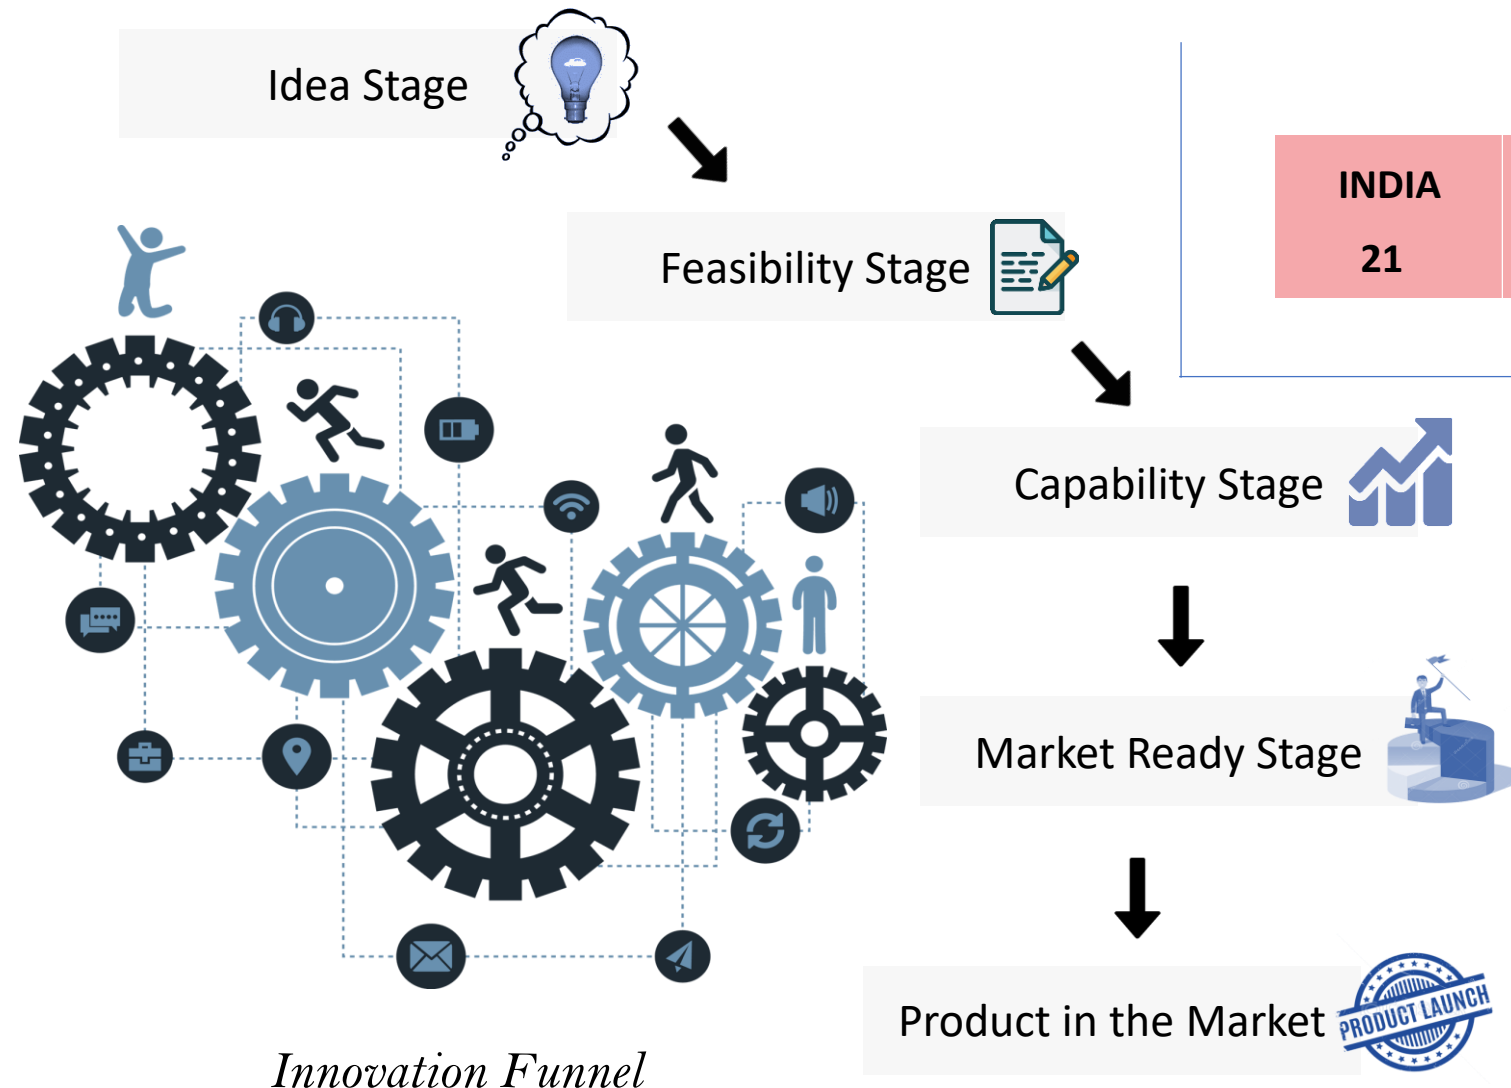 Idea Stage
INDIA
21
Feasibility Stage
Capability Stage
Market Ready Stage
Product in the Market
PRODUCT LAUNCH
Innovation Funnel